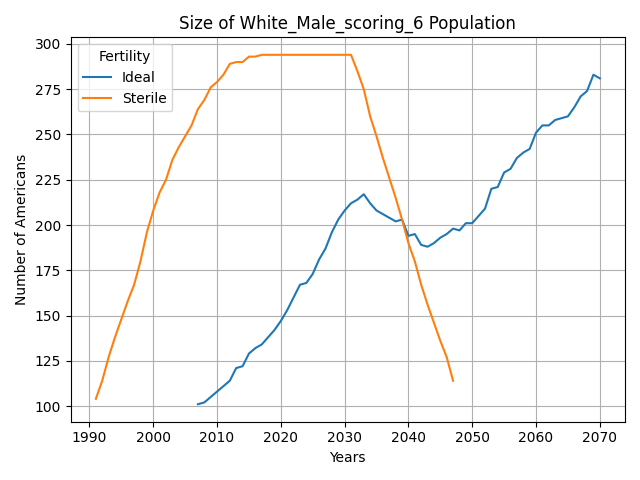 Size of White_Male_scoring_6 Population
Fertility
Ideal
Sterile
Number of Americans
300
275
250
225
200
175
150
125
100
1990 2000 2010 2020 2030 2040 2050 2060 2070
Years